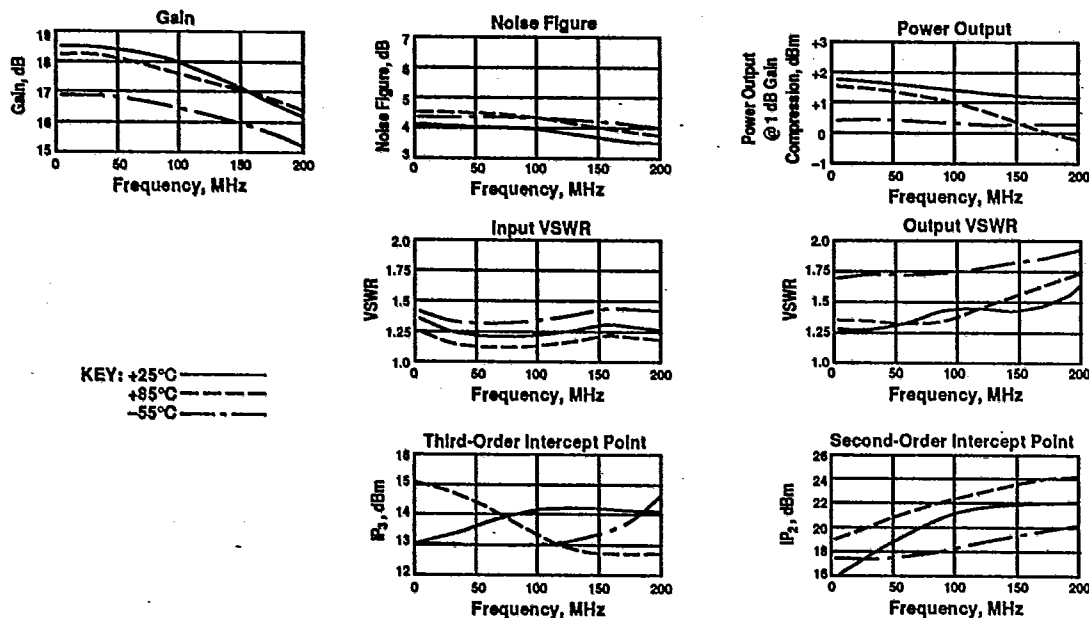 Gain
Gain, dB
19
18
17
16
15
0 50 100 150 200
Frequency, MHz
Noise Figure
Noise Figure, dB
7
6
5
4
3
0 50 100 150 200
Frequency, MHz
Power Output
Power Output
@ 1 dB Gain
Compression, dBm
+3
+2
+1
0
−1
0 50 100 150 200
Frequency, MHz
Input VSWR
VSWR
2.0
1.75
1.5
1.25
1.0
0 50 100 150 200
Frequency, MHz
Output VSWR
VSWR
2.0
1.75
1.5
1.25
1.0
0 50 100 150 200
Frequency, MHz
KEY: +25°C
+85°C
−55°C
Third-Order Intercept Point
IP3, dBm
16
15
14
13
12
0 50 100 150 200
Frequency, MHz
Second-Order Intercept Point
IP2, dBm
26
24
22
20
18
16
0 50 100 150 200
Frequency, MHz